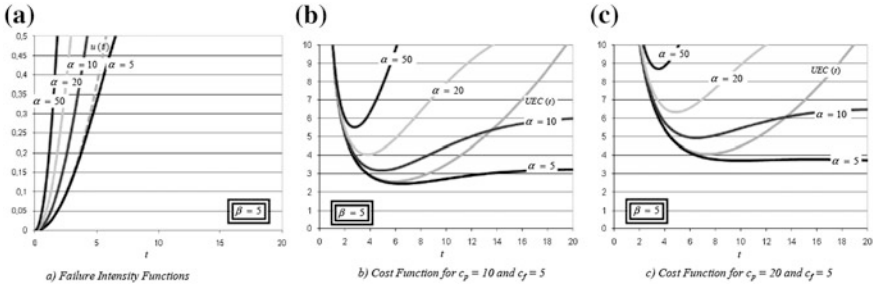 (a)
0,5
0,45
0,4
0,35
0,3
0,25
0,2
0,15
0,1
0,05
0
u (t)
α = 10
α = 5
α = 20
α = 50
β = 5
0 5 10 15 20
t
a) Failure Intensity Functions
(b)
10
9
8
7
6
5
4
3
2
1
α = 50
α = 20
UEC (t)
α = 10
α = 5
β = 5
0 2 4 6 8 10 12 14 16 18 20
t
b) Cost Function for cp = 10 and cf = 5
(c)
10
9
8
7
6
5
4
3
2
1
α = 50
α = 20
UEC (t)
α = 10
α = 5
β = 5
0 2 4 6 8 10 12 14 16 18 20
t
c) Cost Function for cp = 20 and cf = 5